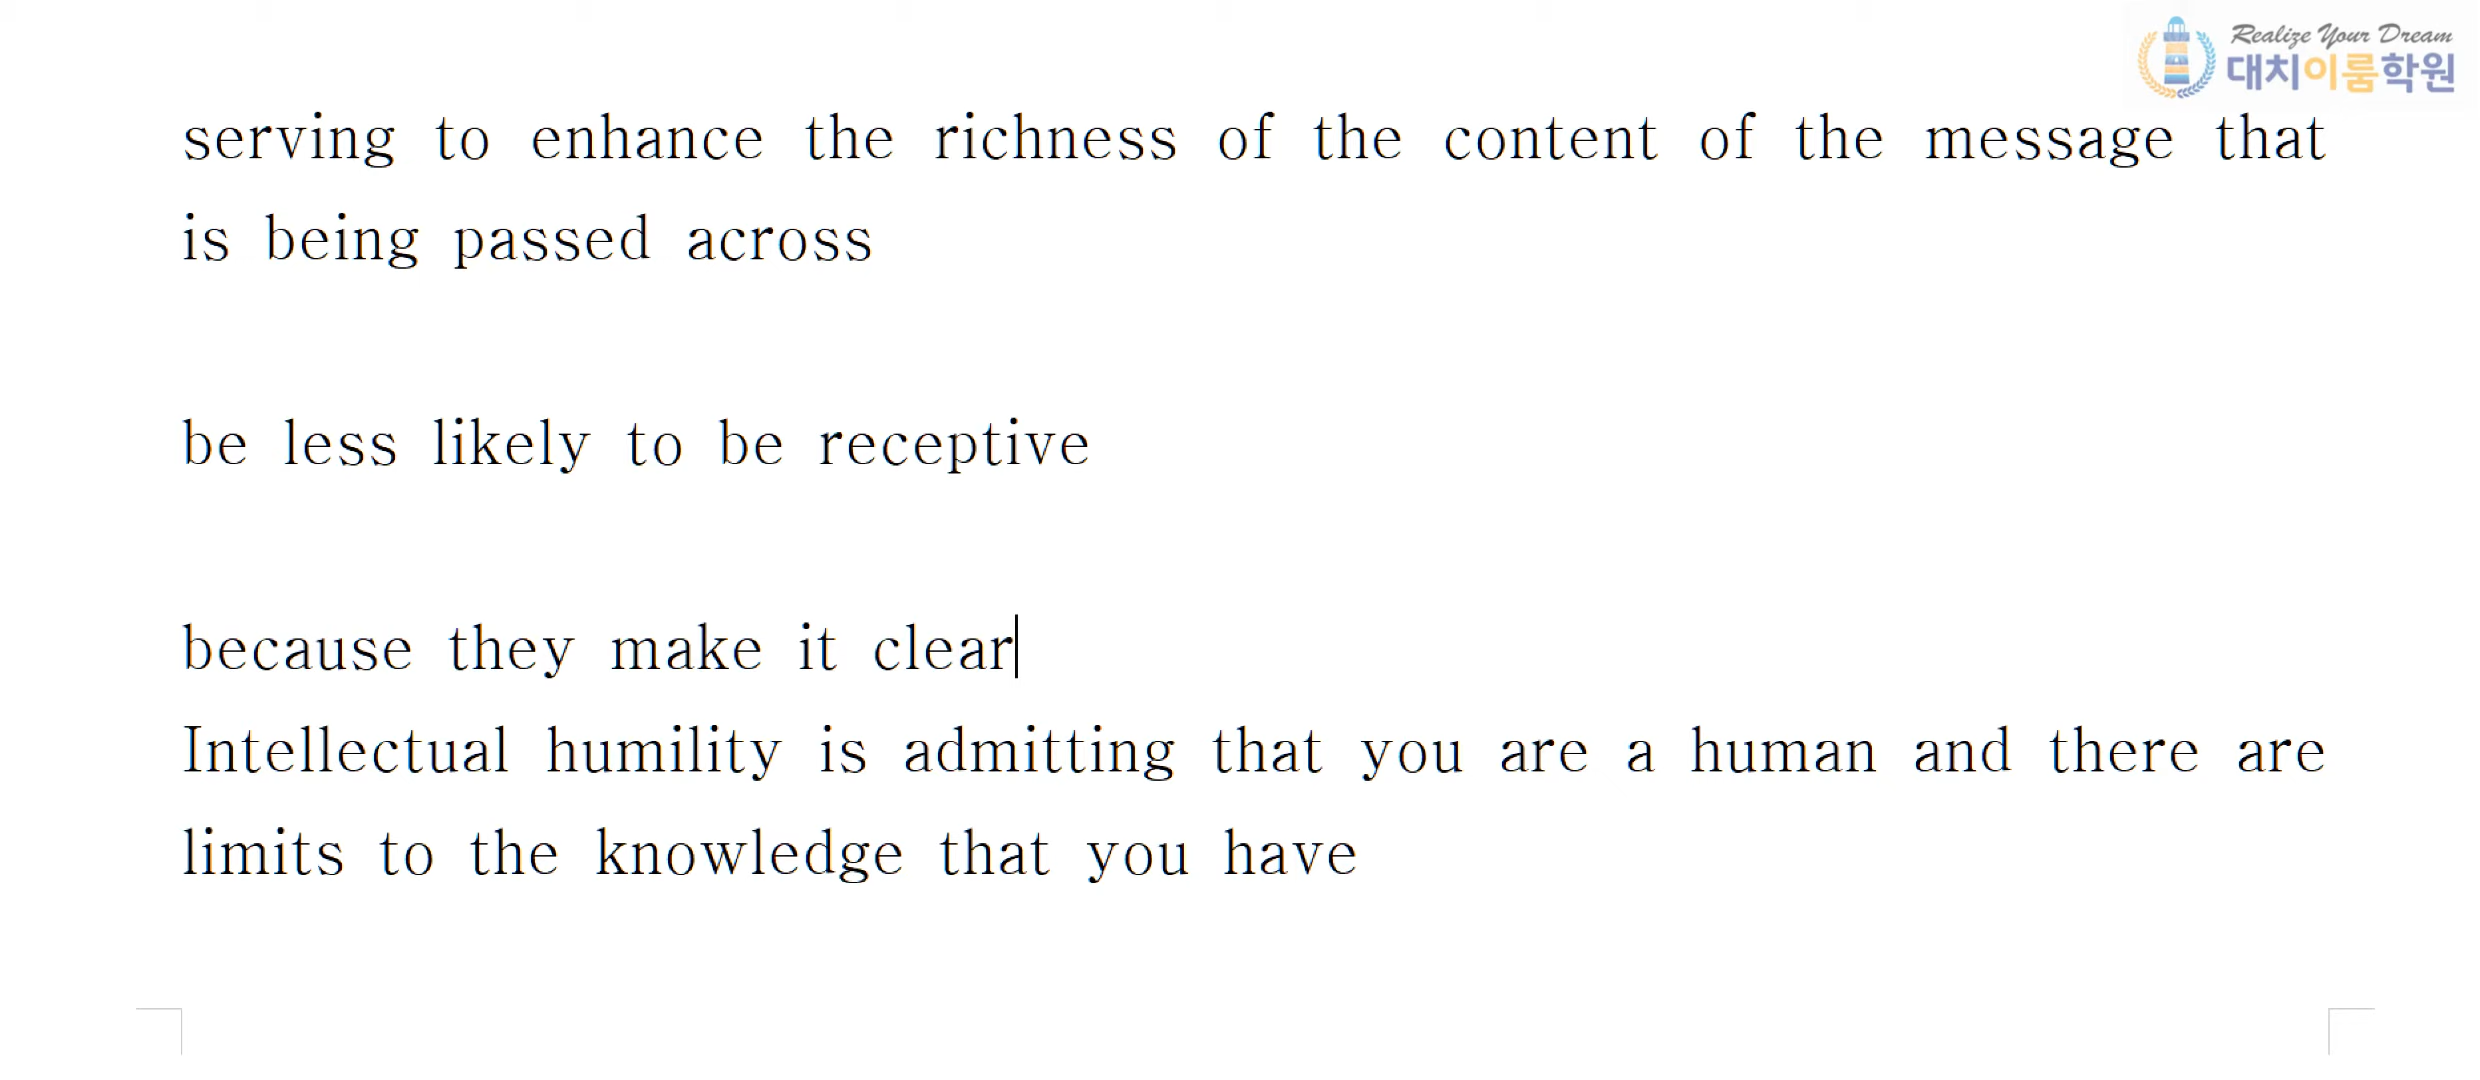 Realize Your Dream
대치이룸학원
serving to enhance the richness of the content of the message that
is being passed across
be less likely to be receptive
because they make it clear
Intellectual humility is admitting that you are a human and there are
limits to the knowledge that you have